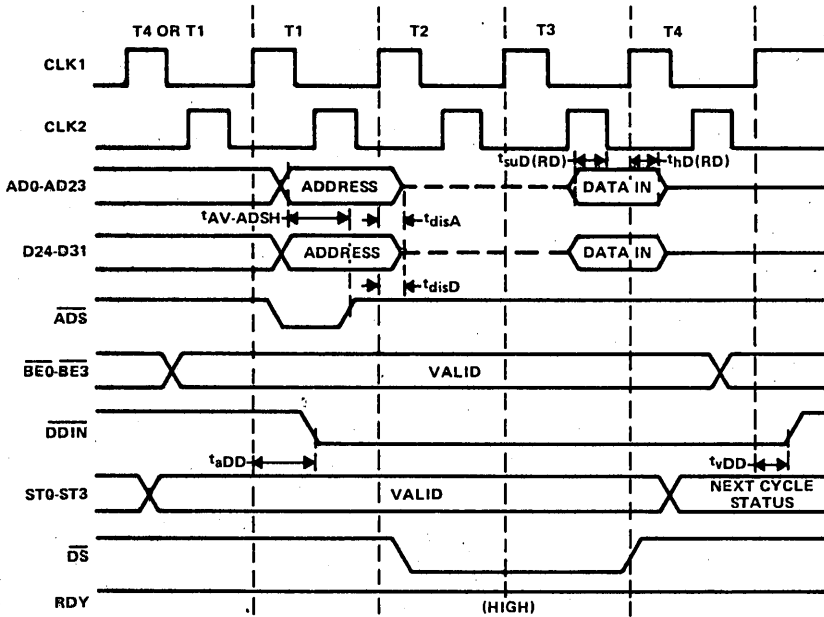 T4 OR T1 T1 T2 T3 T4
CLK1
CLK2
tsuD(RD) thD(RD)
AD0-AD23 ADDRESS DATA IN
tAV-ADSH tdisA
D24-D31 ADDRESS DATA IN
tdisD
ADS
BE0-BE3 VALID
DDIN
taDD tvDD
ST0-ST3 VALID NEXT CYCLE
STATUS
DS
RDY (HIGH)